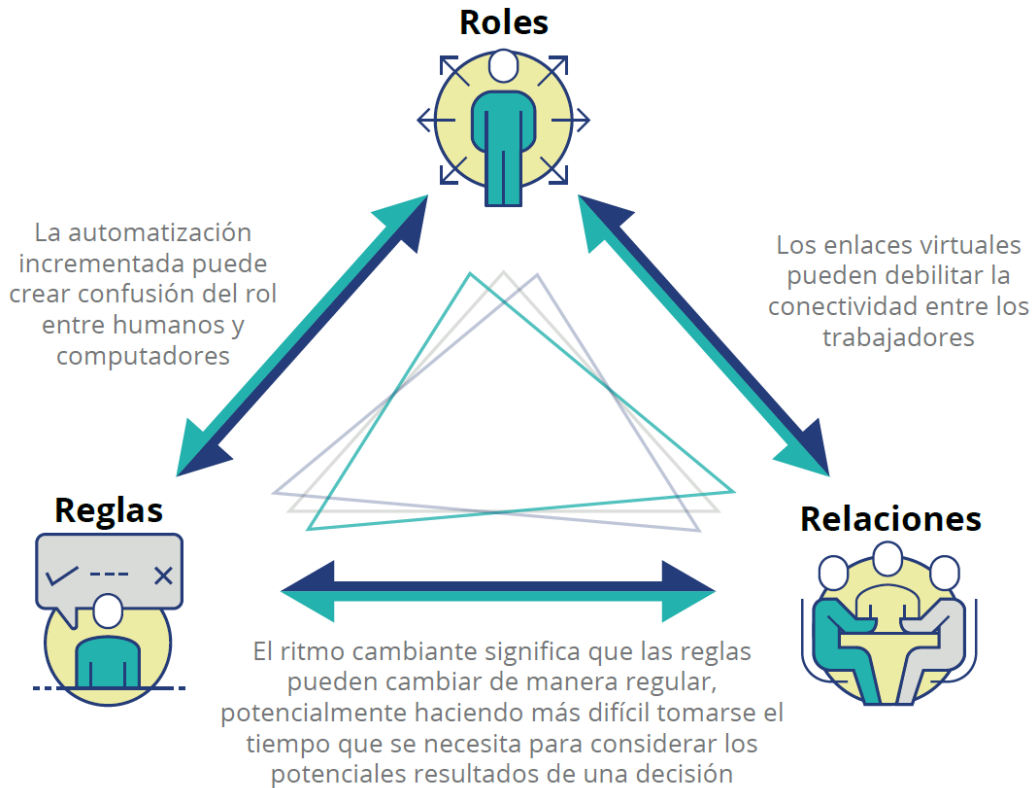 Roles
La automatización
incrementada puede
crear confusión del rol
entre humanos y
computadores
Los enlaces virtuales
pueden debilitar la
conectividad entre los
trabajadores
Reglas
Relaciones
El ritmo cambiante significa que las reglas
pueden cambiar de manera regular,
potencialmente haciendo más difícil tomarse el
tiempo que se necesita para considerar los
potenciales resultados de una decisión